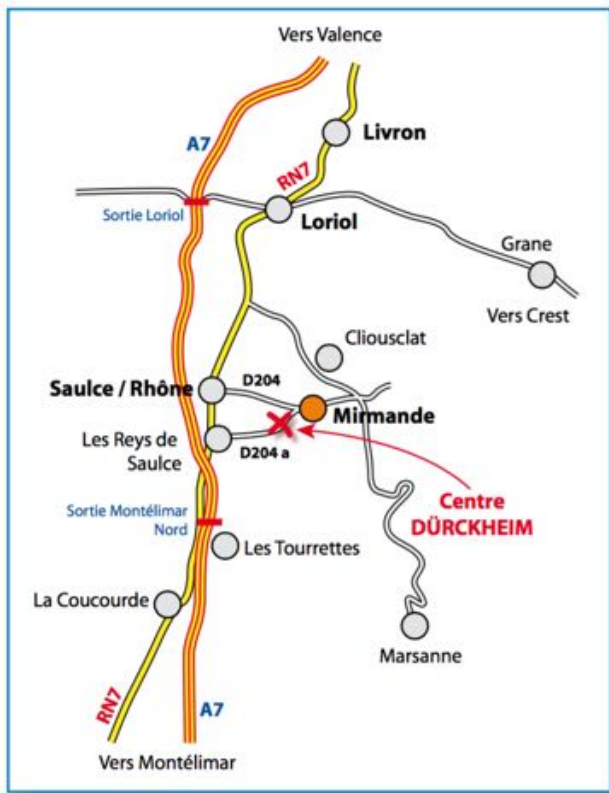 Vers Valence
A7
Livron
RN7
Sortie Loriol
Loriol
Grane
Vers Crest
Cliousclat
Saulce / Rhône
D204
Mirmande
Les Reys de
Saulce
D204 a
Centre
DÜRCKHEIM
Sortie Montélimar
Nord
Les Tourrettes
La Coucourde
Marsanne
RN7
A7
Vers Montélimar